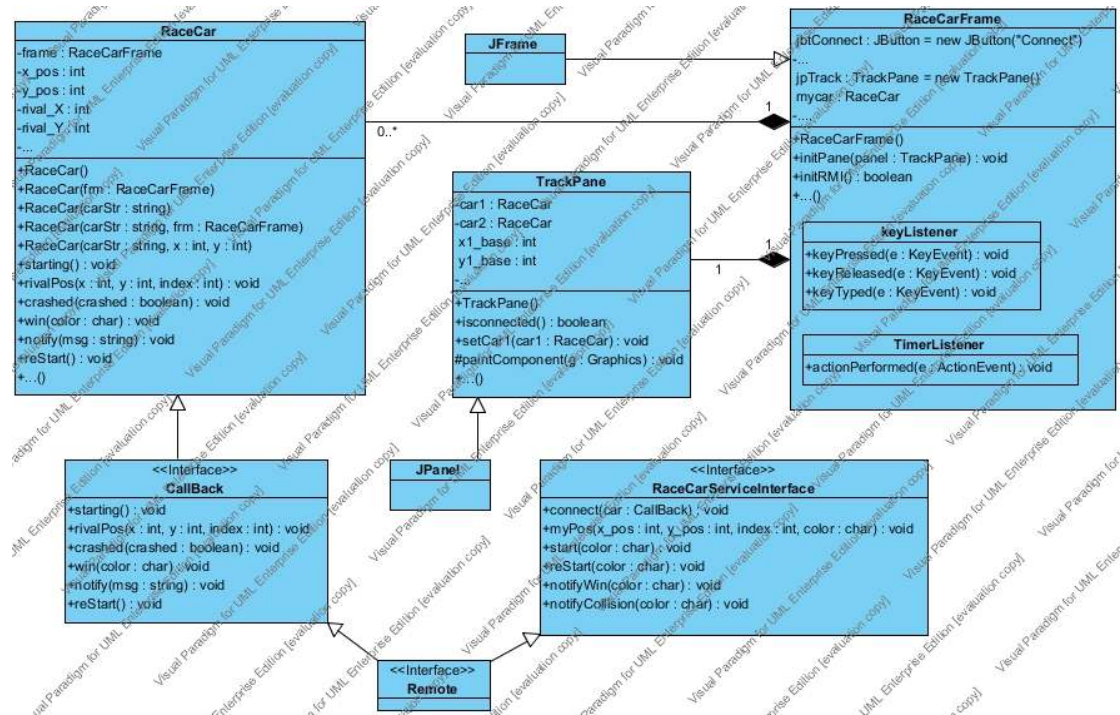 RaceCar
-frame : RaceCarFrame
-x_pos : int
-y_pos : int
-rival_X : int
-rival_Y : int
-...
+RaceCar()
+RaceCar(frm : RaceCarFrame)
+RaceCar(carStr : string)
+RaceCar(carStr : string, frm : RaceCarFrame)
+RaceCar(carStr : string, x : int, y : int)
+starting() : void
+rivalPos(x : int, y : int, index : int) : void
+crashed(crashed : boolean) : void
+win(color : char) : void
+notify(msg : string) : void
+reStart() : void
+...()
JFrame
RaceCarFrame
jbtConnect : JButton = new JButton("Connect")
-...
jpTrack : TrackPane = new TrackPane()
mycar : RaceCar
-....
+RaceCarFrame()
+initPane(panel : TrackPane) : void
+initRMI() : boolean
+...()
keyListener
+keyPressed(e : KeyEvent) : void
+keyReleased(e : KeyEvent) : void
+keyTyped(e : KeyEvent) : void
TimerListener
+actionPerformed(e : ActionEvent) : void
0..*
1
TrackPane
-car1 : RaceCar
-car2 : RaceCar
x1_base : int
y1_base : int
-...
+TrackPane()
+isconnected() : boolean
+setCar1(car1 : RaceCar) : void
#paintComponent(g : Graphics) : void
+...()
1
1
<<Interface>>
CallBack
+starting() : void
+rivalPos(x : int, y : int, index : int) : void
+crashed(crashed : boolean) : void
+win(color : char) : void
+notify(msg : string) : void
+reStart() : void
JPanel
<<Interface>>
RaceCarServiceInterface
+connect(car : CallBack) : void
+myPos(x_pos : int, y_pos : int, index : int, color : char) : void
+start(color : char) : void
+reStart(color : char) : void
+notifyWin(color : char) : void
+notifyCollision(color : char) : void
<<Interface>>
Remote
Visual Paradigm for UML Enterprise Edition [evaluation copy]